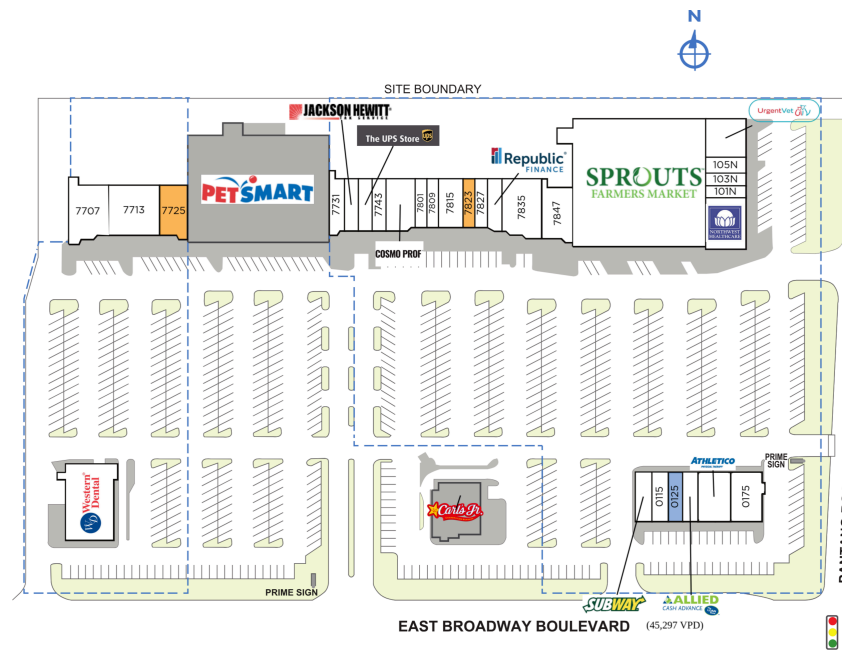 N
SITE BOUNDARY
JACKSON HEWITT
TAX SERVICE
The UPS Store
ups
UrgentVet
Republic
FINANCE
PETSMART
SPROUTS
FARMERS MARKET
105N
103N
101N
NORTHWEST
HEALTHCARE
7707
7713
7725
7731
7743
7801
7809
7815
7823
7827
7835
7847
COSMO PROF
Western
Dental
WD
Carl's Jr.
ATHLETICO
PHYSICAL THERAPY
PRIME
SIGN
0115
0125
0175
PRIME SIGN
SUBWAY
ALLIED
CASH ADVANCE
EAST BROADWAY BOULEVARD (45,297 VPD)